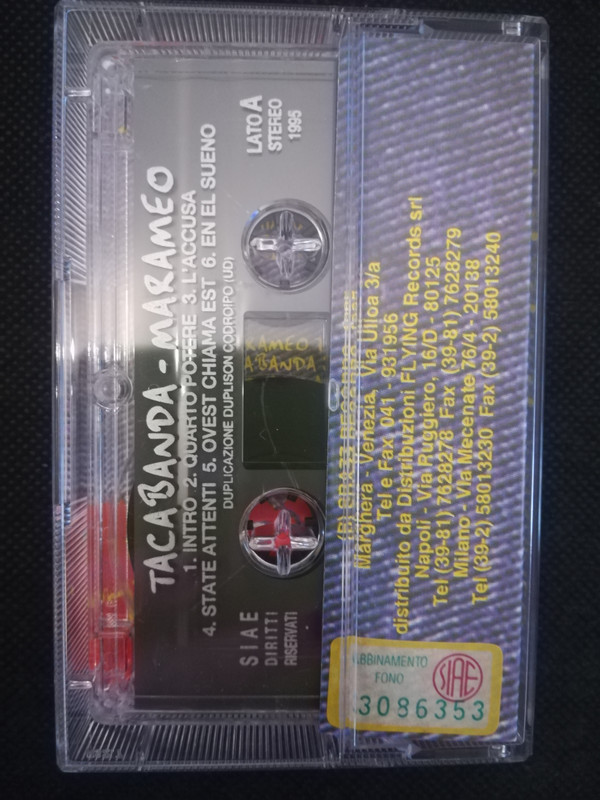 TACABANDA - MARAMEO
1. INTRO 2. QUARTO POTERE 3. L'ACCUSA
4. STATE ATTENTI 5. OVEST CHIAMA EST 6. EN EL SUENO
DUPLICAZIONE DUPLISON CODROIPO (UD)
LATO A
STEREO
1995
SIAE
DIRITTI
RISERVATI
RAMEO
ABANDA
Marghera - Venezia Via Ulloa 3/a
Tel e Fax 041 - 931956
distribuito da Distribuzioni FLYING Records srl
Napoli - Via Ruggiero, 16/D - 80125
Tel (39-81) 7628278 Fax (39-81) 7628279
Milano - Via Mecenate 76/4 - 20138
Tel (39-2) 58013230 Fax (39-2) 58013240
ABBINAMENTO
FONO
SIAE
3086353